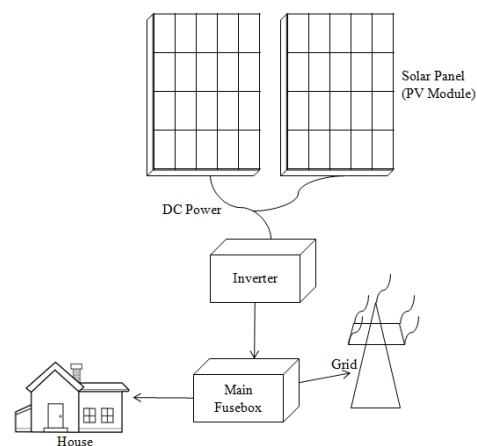 Solar Panel
(PV Module)
DC Power
Inverter
Grid
Main
Fusebox
House